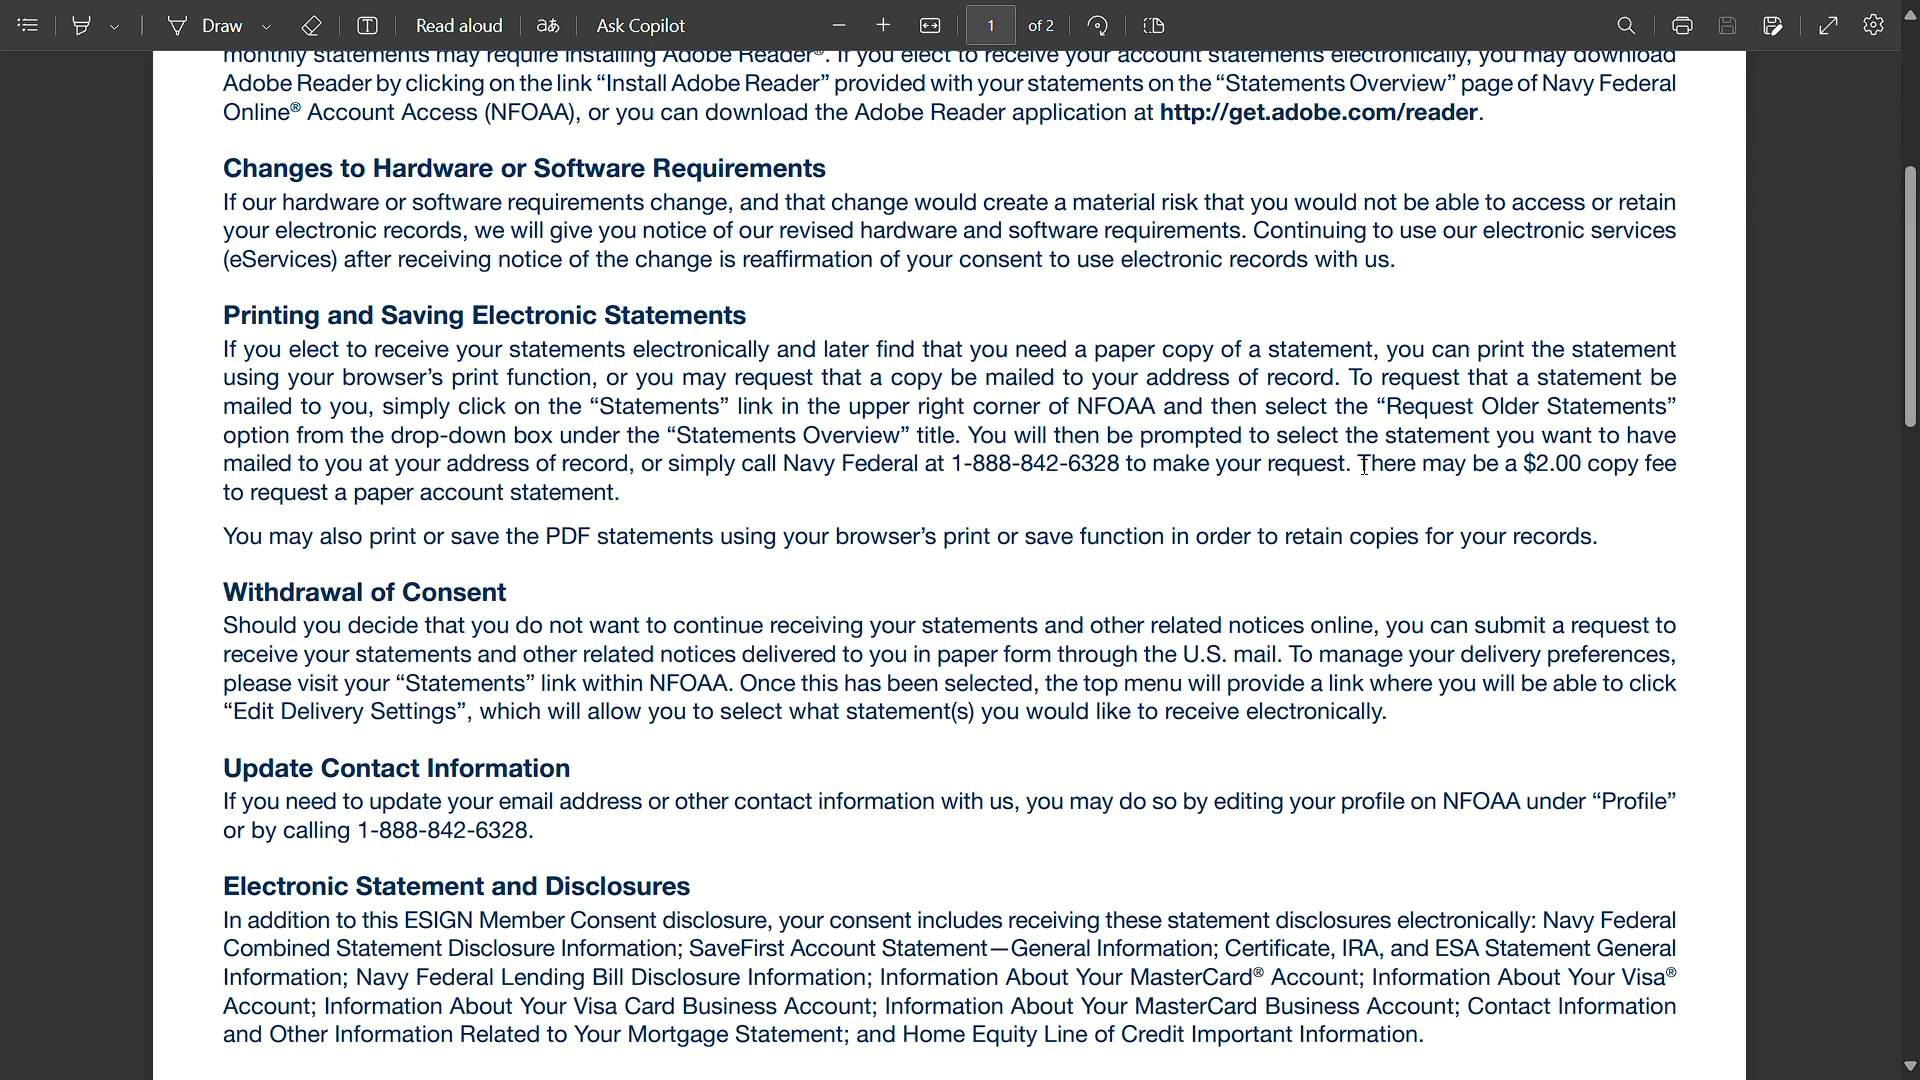 Draw
Read aloud
aあ
Ask Copilot
1
of 2
monthly statements may require installing Adobe Reader®. If you elect to receive your account statements electronically, you may download
Adobe Reader by clicking on the link “Install Adobe Reader” provided with your statements on the “Statements Overview” page of Navy Federal
Online® Account Access (NFOAA), or you can download the Adobe Reader application at http://get.adobe.com/reader.
Changes to Hardware or Software Requirements
If our hardware or software requirements change, and that change would create a material risk that you would not be able to access or retain
your electronic records, we will give you notice of our revised hardware and software requirements. Continuing to use our electronic services
(eServices) after receiving notice of the change is reaffirmation of your consent to use electronic records with us.
Printing and Saving Electronic Statements
If you elect to receive your statements electronically and later find that you need a paper copy of a statement, you can print the statement
using your browser’s print function, or you may request that a copy be mailed to your address of record. To request that a statement be
mailed to you, simply click on the “Statements” link in the upper right corner of NFOAA and then select the “Request Older Statements”
option from the drop-down box under the “Statements Overview” title. You will then be prompted to select the statement you want to have
mailed to you at your address of record, or simply call Navy Federal at 1-888-842-6328 to make your request. There may be a $2.00 copy fee
to request a paper account statement.
You may also print or save the PDF statements using your browser’s print or save function in order to retain copies for your records.
Withdrawal of Consent
Should you decide that you do not want to continue receiving your statements and other related notices online, you can submit a request to
receive your statements and other related notices delivered to you in paper form through the U.S. mail. To manage your delivery preferences,
please visit your “Statements” link within NFOAA. Once this has been selected, the top menu will provide a link where you will be able to click
“Edit Delivery Settings”, which will allow you to select what statement(s) you would like to receive electronically.
Update Contact Information
If you need to update your email address or other contact information with us, you may do so by editing your profile on NFOAA under “Profile”
or by calling 1-888-842-6328.
Electronic Statement and Disclosures
In addition to this ESIGN Member Consent disclosure, your consent includes receiving these statement disclosures electronically: Navy Federal
Combined Statement Disclosure Information; SaveFirst Account Statement—General Information; Certificate, IRA, and ESA Statement General
Information; Navy Federal Lending Bill Disclosure Information; Information About Your MasterCard® Account; Information About Your Visa®
Account; Information About Your Visa Card Business Account; Information About Your MasterCard Business Account; Contact Information
and Other Information Related to Your Mortgage Statement; and Home Equity Line of Credit Important Information.